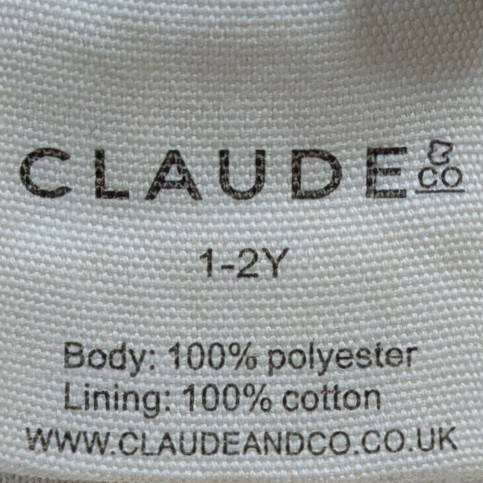 CLAUDE & CO
1-2Y
Body: 100% polyester
Lining: 100% cotton
WWW.CLAUDEANDCO.CO.UK